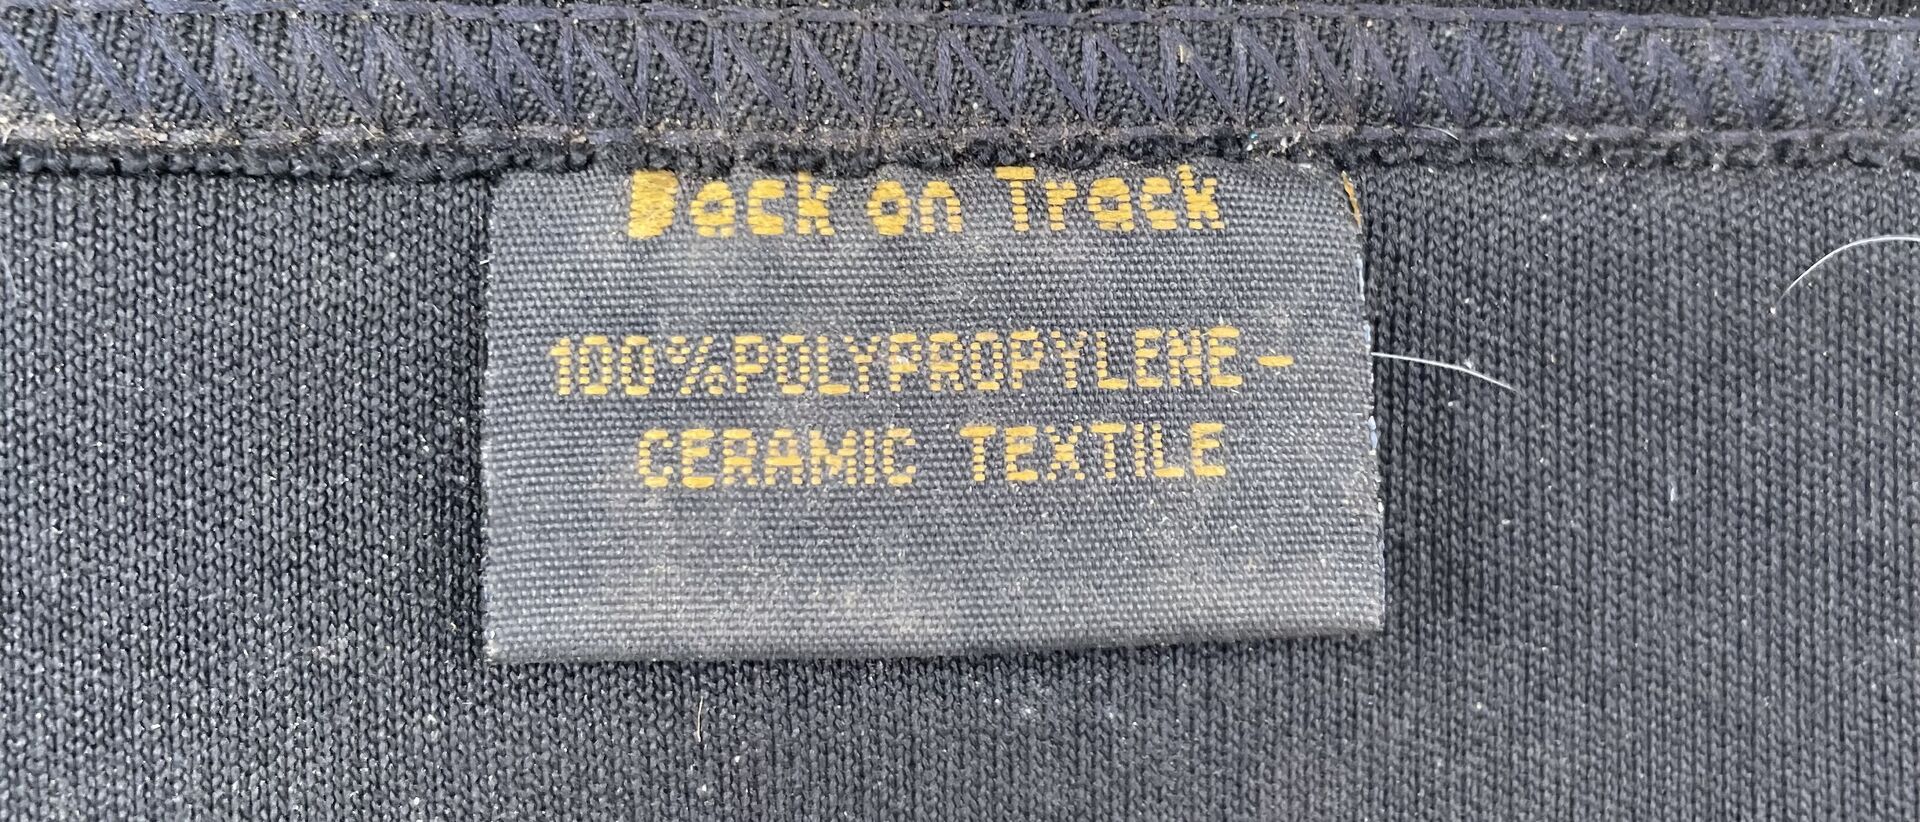 Back on Track
100%POLYPROPYLENE-
CERAMIC TEXTILE